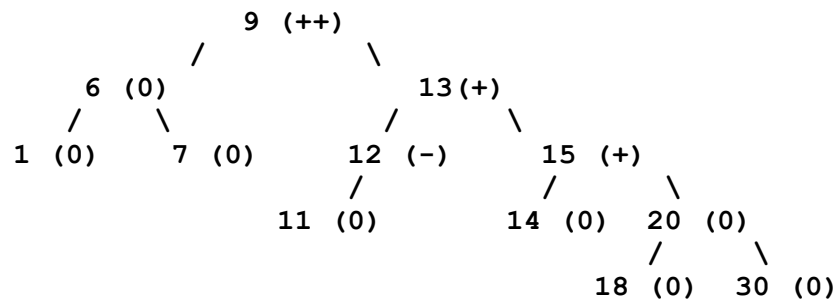 9 (++)
6 (0) 13(+)
1 (0) 7 (0) 12 (-) 15 (+)
11 (0) 14 (0) 20 (0)
18 (0) 30 (0)